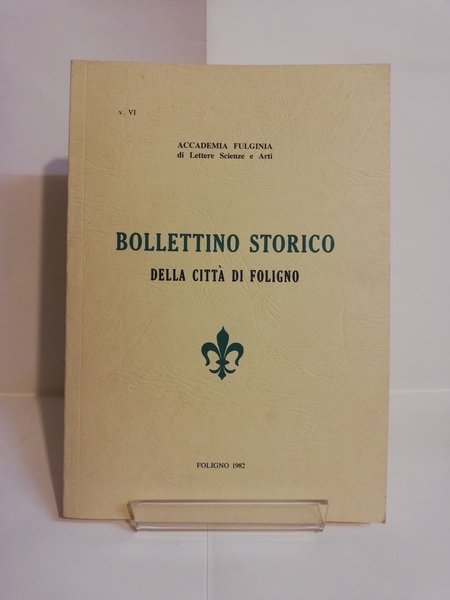 v. VI
ACCADEMIA FULGINIA
di Lettere Scienze e Arti
BOLLETTINO STORICO
DELLA CITTÀ DI FOLIGNO
FOLIGNO 1982